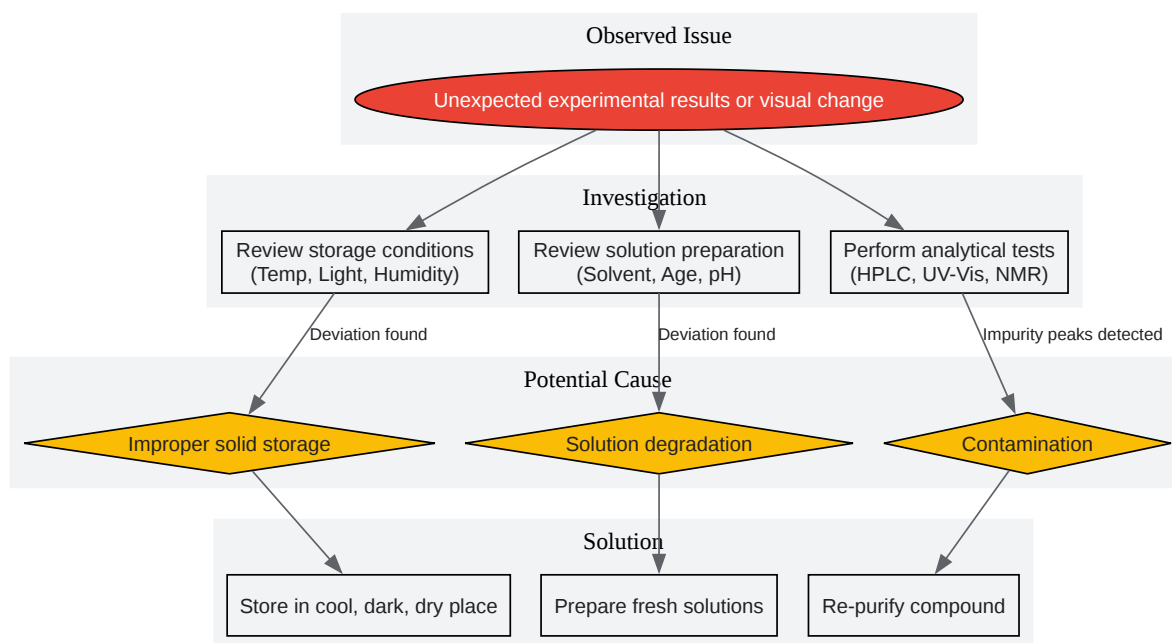 Observed Issue
Unexpected experimental results or visual change
Investigation
Review storage conditions
(Temp, Light, Humidity)
Review solution preparation
(Solvent, Age, pH)
Perform analytical tests
(HPLC, UV-Vis, NMR)
Deviation found
Deviation found
Impurity peaks detected
Potential Cause
Improper solid storage
Solution degradation
Contamination
Solution
Store in cool, dark, dry place
Prepare fresh solutions
Re-purify compound